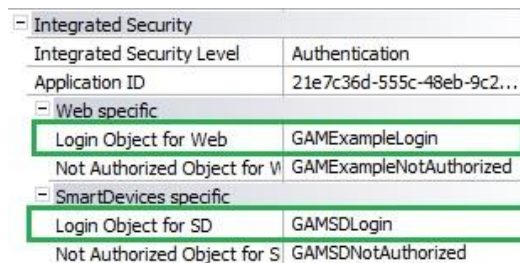 Integrated Security
Integrated Security Level Authentication
Application ID 21e7c36d-555c-48eb-9c2...
Web specific
Login Object for Web GAMExampleLogin
Not Authorized Object for W GAMExampleNotAuthorized
SmartDevices specific
Login Object for SD GAMSDLogin
Not Authorized Object for S GAMSDNotAuthorized